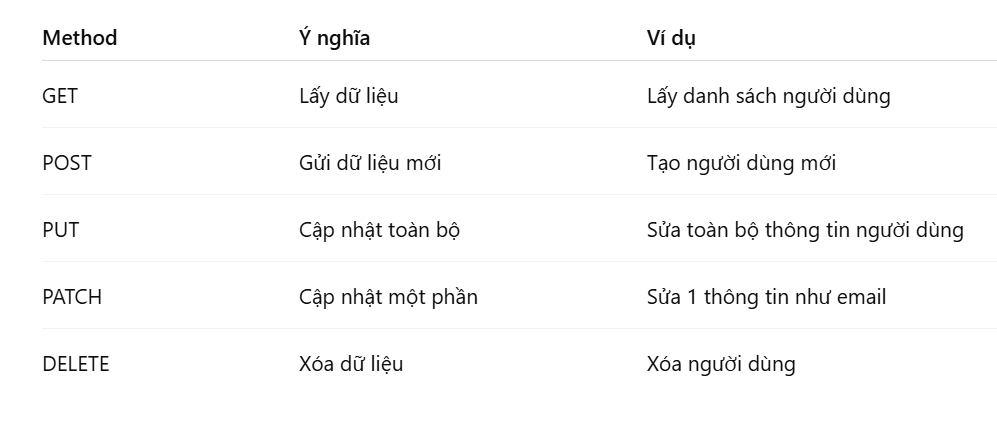 Method Ý nghĩa Ví dụ
GET Lấy dữ liệu Lấy danh sách người dùng
POST Gửi dữ liệu mới Tạo người dùng mới
PUT Cập nhật toàn bộ Sửa toàn bộ thông tin người dùng
PATCH Cập nhật một phần Sửa 1 thông tin như email
DELETE Xóa dữ liệu Xóa người dùng